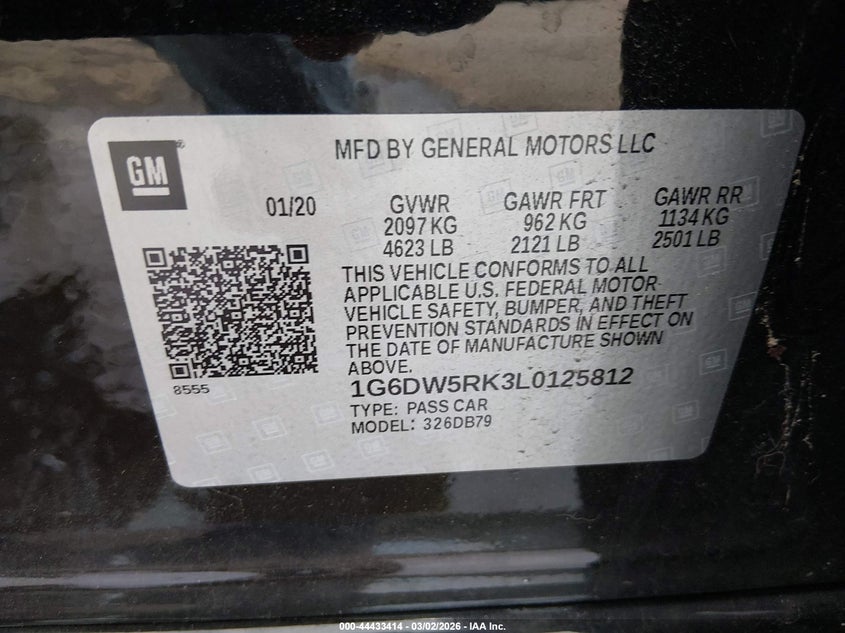 GM
MFD BY GENERAL MOTORS LLC
01/20
GVWR GAWR FRT GAWR RR
2097 KG 962 KG 1134 KG
4623 LB 2121 LB 2501 LB
THIS VEHICLE CONFORMS TO ALL
APPLICABLE U.S. FEDERAL MOTOR
VEHICLE SAFETY, BUMPER, AND THEFT
PREVENTION STANDARDS IN EFFECT ON
THE DATE OF MANUFACTURE SHOWN
ABOVE.
8555
1G6DW5RK3L0125812
TYPE: PASS CAR
MODEL: 326DB79
000-44433414 - 03/02/2026 - IAA Inc.